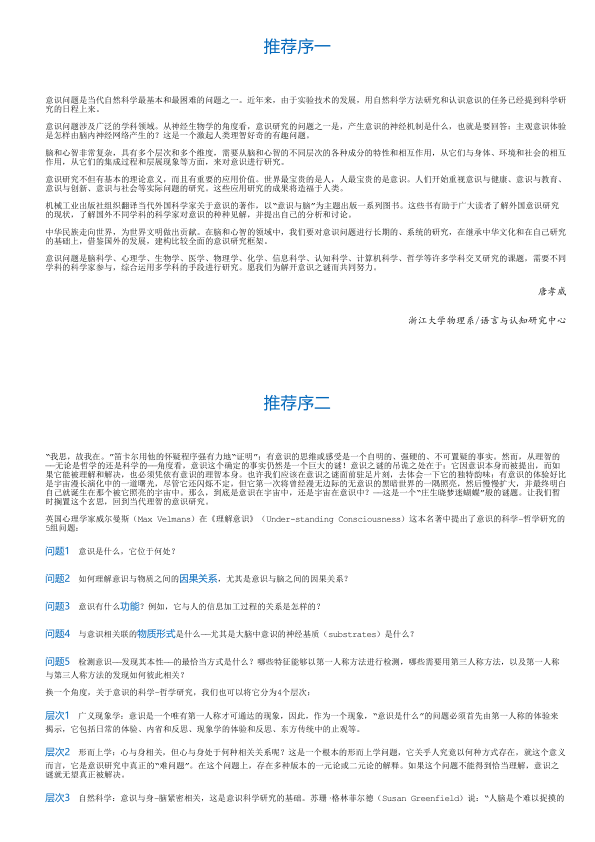 推荐序一
意识问题是当代自然科学最基本和最困难的问题之一。近年来，由于实验技术的发展，用自然科学方法研究和认识意识的任务已经提到科学研
究的日程上来。
意识问题涉及广泛的学科领域。从神经生物学的角度看，意识研究的问题之一是，产生意识的神经机制是什么，也就是要回答：主观意识体验
是怎样由脑内神经网络产生的？这是一个激起人类理智好奇的有趣问题。
脑和心智非常复杂，具有多个层次和多个维度，需要从脑和心智的不同层次的各种成分的特性和相互作用，从它们与身体、环境和社会的相互
作用，从它们的集成过程和层展现象等方面，来对意识进行研究。
意识研究不但有基本的理论意义，而且有重要的应用价值。世界最宝贵的是人，人最宝贵的是意识。人们开始重视意识与健康、意识与教育、
意识与创新、意识与社会等实际问题的研究。这些应用研究的成果将造福于人类。
机械工业出版社组织翻译当代外国科学家关于意识的著作，以“意识与脑”为主题出版一系列图书。这些书有助于广大读者了解外国意识研究
的现状，了解国外不同学科的科学家对意识的种种见解，并提出自己的分析和讨论。
中华民族走向世界，为世界文明做出贡献。在脑和心智的领域中，我们要对意识问题进行长期的、系统的研究，在继承中华文化和在自己研究
的基础上，借鉴国外的发展，建构比较全面的意识研究框架。
意识问题是脑科学、心理学、生物学、医学、物理学、化学、信息科学、认知科学、计算机科学、哲学等许多学科交叉研究的课题，需要不同
学科的科学家参与，综合运用多学科的手段进行研究。愿我们为解开意识之谜而共同努力。
唐孝威
浙江大学物理系/语言与认知研究中心
推荐序二
“我思，故我在。”笛卡尔用他的怀疑程序强有力地“证明”：有意识的思维或感受是一个自明的、强硬的、不可置疑的事实。然而，从理智的
——无论是哲学的还是科学的——角度看，意识这个确定的事实仍然是一个巨大的谜！意识之谜的吊诡之处在于：它因意识本身而被提出，而如
果它能被理解和解决，也必须凭依有意识的理智本身。也许我们应该在意识之谜面前驻足片刻，去体会一下它的独特韵味：有意识的体验好比
是宇宙漫长演化中的一道曙光，尽管它还闪烁不定，但它第一次将曾经漫无边际的无意识的黑暗世界的一隅照亮，然后慢慢扩大，并最终明白
自己就诞生在那个被它照亮的宇宙中。那么，到底是意识在宇宙中，还是宇宙在意识中？——这是一个“庄生晓梦迷蝴蝶”般的谜题。让我们暂
时搁置这个玄思，回到当代理智的意识研究。
英国心理学家威尔曼斯（Max Velmans）在《理解意识》（Under-standing Consciousness）这本名著中提出了意识的科学-哲学研究的
5组问题：
问题1 意识是什么，它位于何处？
问题2 如何理解意识与物质之间的因果关系，尤其是意识与脑之间的因果关系？
问题3 意识有什么功能？例如，它与人的信息加工过程的关系是怎样的？
问题4 与意识相关联的物质形式是什么——尤其是大脑中意识的神经基质（substrates）是什么？
问题5 检测意识——发现其本性——的最恰当方式是什么？哪些特征能够以第一人称方法进行检测，哪些需要用第三人称方法，以及第一人称
与第三人称方法的发现如何彼此相关？
换一个角度，关于意识的科学-哲学研究，我们也可以将它分为4个层次：
层次1 广义现象学：意识是一个唯有第一人称才可通达的现象，因此，作为一个现象，“意识是什么”的问题必须首先由第一人称的体验来
揭示，它包括日常的体验、内省和反思、现象学的体验和反思、东方传统中的止观等。
层次2 形而上学：心与身相关，但心与身处于何种相关关系呢？这是一个根本的形而上学问题，它关乎人究竟以何种方式存在，就这个意义
而言，它是意识研究中真正的“难问题”。在这个问题上，存在多种版本的一元论或二元论的解释。如果这个问题不能得到恰当理解，意识之
谜就无望真正被解决。
层次3 自然科学：意识与身-脑紧密相关，这是意识科学研究的基础。苏珊·格林菲尔德（Susan Greenfield）说：“人脑是个难以捉摸的